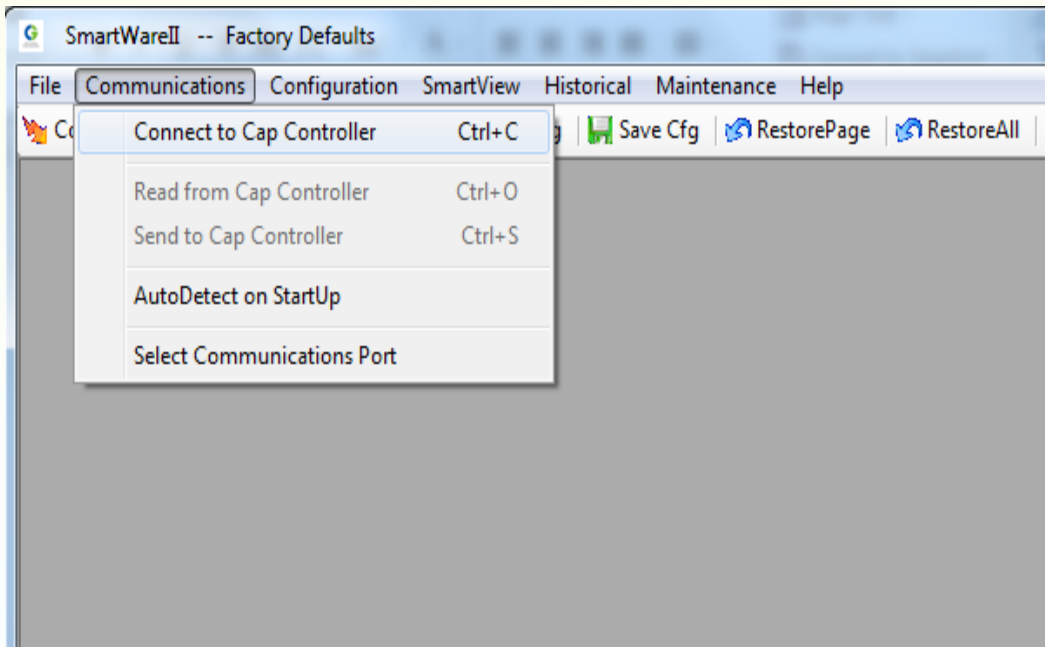 SmartWareII -- Factory Defaults
File Communications Configuration SmartView Historical Maintenance Help
Save Cfg RestorePage RestoreAll
Connect to Cap Controller Ctrl+C
Read from Cap Controller Ctrl+O
Send to Cap Controller Ctrl+S
AutoDetect on StartUp
Select Communications Port